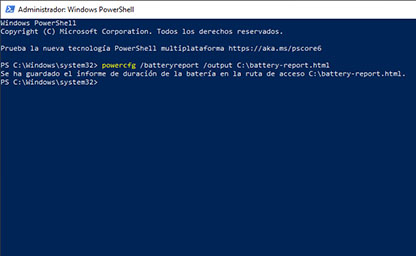 Administrador: Windows PowerShell
Windows PowerShell
Copyright (C) Microsoft Corporation. Todos los derechos reservados.
Prueba la nueva tecnología PowerShell multiplataforma https://aka.ms/pscore6
PS C:\Windows\system32> powercfg /batteryreport /output C:\battery-report.html
Se ha guardado el informe de duración de la batería en la ruta de acceso C:\battery-report.html.
PS C:\Windows\system32>